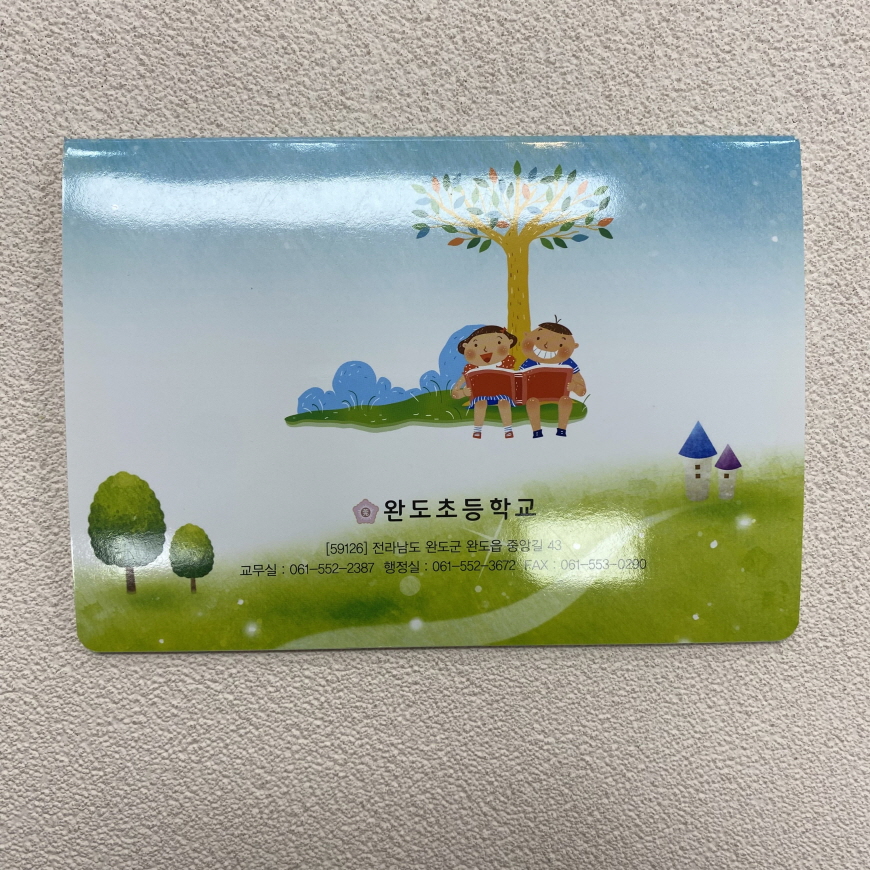 완도초등학교
[59126] 전라남도 완도군 완도읍 중앙길 43
교무실 : 061-552-2387 행정실 : 061-552-3672 FAX : 061-553-0290